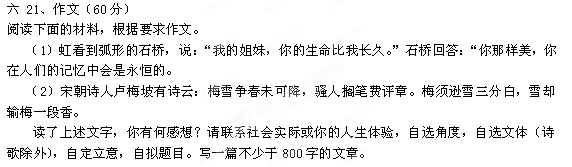 六 21、作文(60 分)
阅读下面的材料，根据要求作文。
（1）虹看到弧形的石桥，说：“我的姐妹，你的生命比我长久。”石桥回答：“你那样美，你
在人们的记忆中会是永恒的。
（2）宋朝诗人卢梅坡有诗云：梅雪争春未可降，骚人搁笔费评章。梅须逊雪三分白，雪却
输梅一段香。
读了上述文字，你有何感想？请联系社会实际或你的人生体验，自选角度，自选文体（诗
歌除外），自定立意，自拟题目。写一篇不少于 800 字的文章。